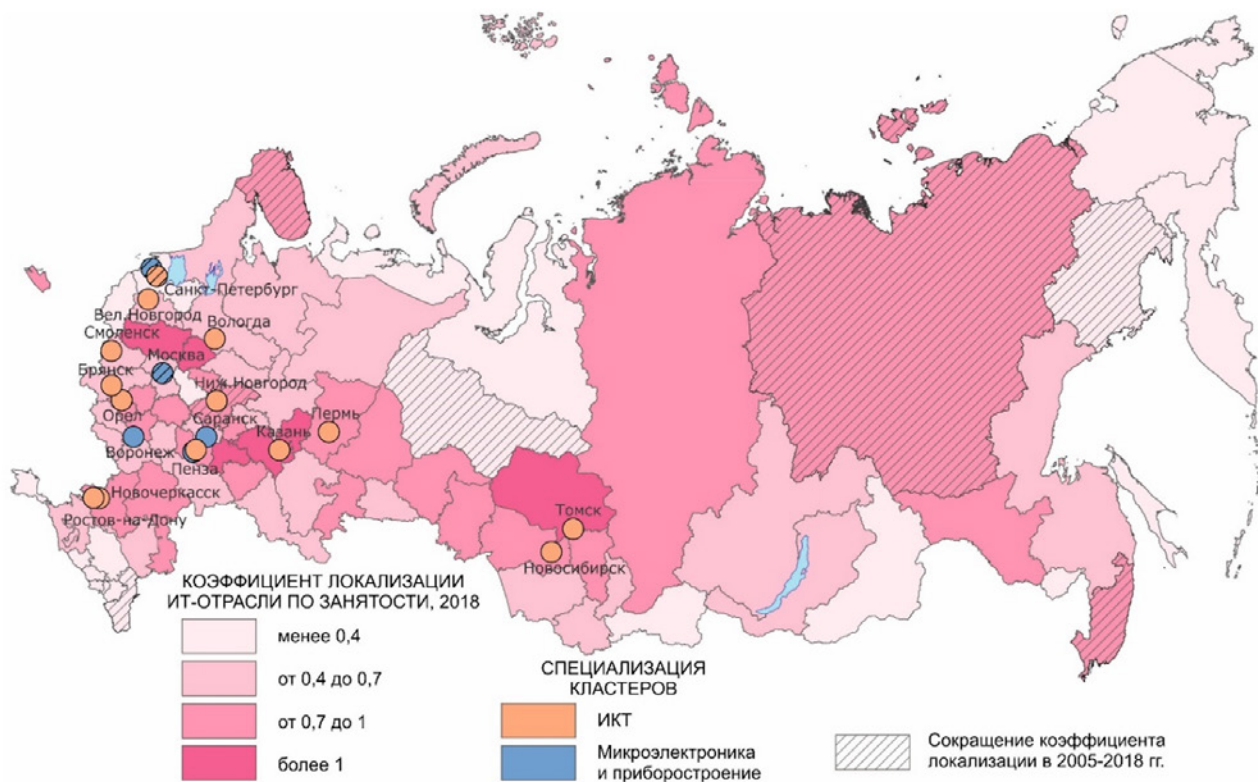 Санкт-Петербург
Вел.Новгород
Вологда
Смоленск
Москва
Брянск
Ниж.Новгород
Орел
Саранск
Казань
Пермь
Воронеж
Пенза
Новочеркасск
Ростов-на-Дону
Томск
Новосибирск
КОЭФФИЦИЕНТ ЛОКАЛИЗАЦИИ
ИТ-ОТРАСЛИ ПО ЗАНЯТОСТИ, 2018
менее 0,4
от 0,4 до 0,7
от 0,7 до 1
более 1
СПЕЦИАЛИЗАЦИЯ
КЛАСТЕРОВ
ИКТ
Микроэлектроника
и приборостроение
Сокращение коэффициента
локализации в 2005-2018 гг.